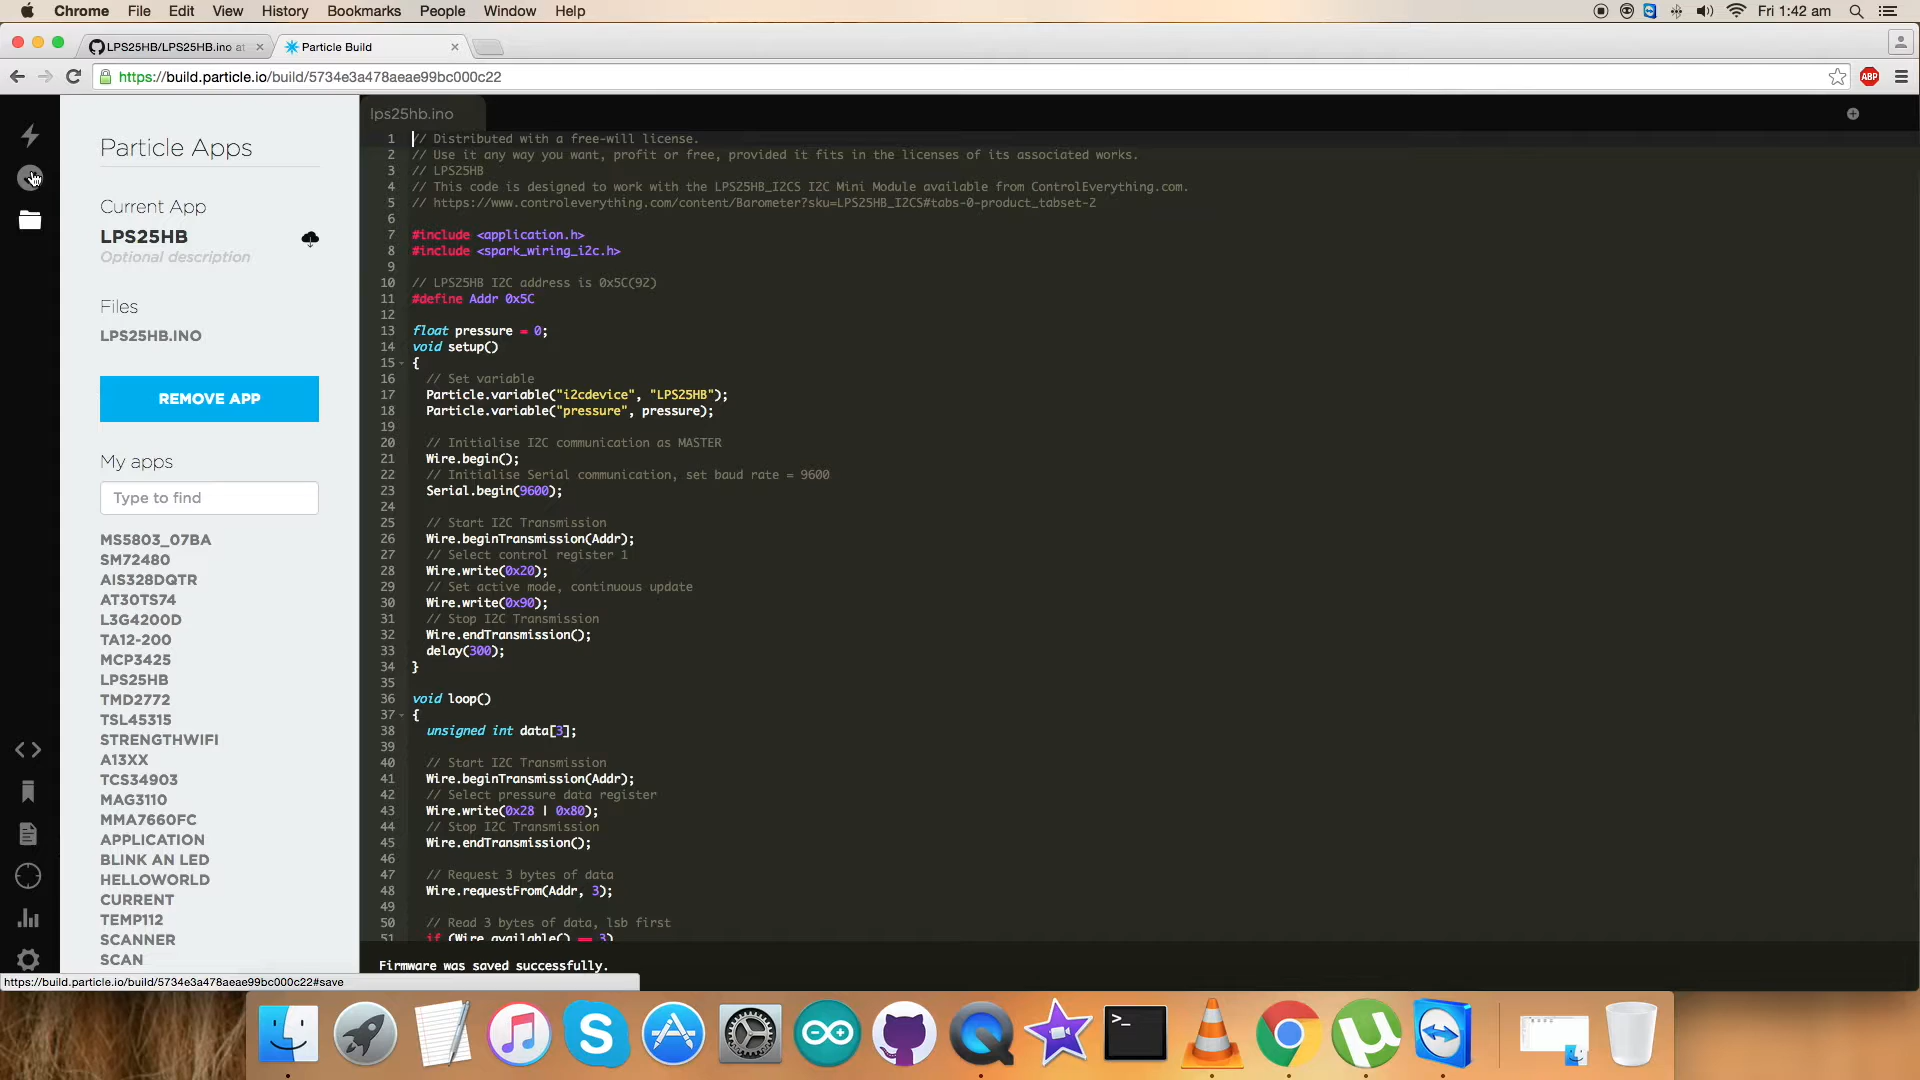 Chrome File Edit View History Bookmarks People Window Help Fri 1:42 am
LPS25HB/LPS25HB.ino at
Particle Build
https://build.particle.io/build/5734e3a478aeae99bc000c22
ABP
Particle Apps
Current App
LPS25HB
Optional description
Files
LPS25HB.INO
REMOVE APP
My apps
Type to find
MS5803_07BA
SM72480
AIS328DQTR
AT30TS74
L3G4200D
TA12-200
MCP3425
LPS25HB
TMD2772
TSL45315
STRENGTHWIFI
A13XX
TCS34903
MAG3110
MMA7660FC
APPLICATION
BLINK AN LED
HELLOWORLD
CURRENT
TEMP112
SCANNER
SCAN
lps25hb.ino
1 // Distributed with a free-will license.
2 // Use it any way you want, profit or free, provided it fits in the licenses of its associated works.
3 // LPS25HB
4 // This code is designed to work with the LPS25HB_I2CS I2C Mini Module available from ControlEverything.com.
5 // https://www.controleverything.com/content/Barometer?sku=LPS25HB_I2CS#tabs-0-product_tabset-2
6
7 #include <application.h>
8 #include <spark_wiring_i2c.h>
9
10 // LPS25HB I2C address is 0x5C(92)
11 #define Addr 0x5C
12
13 float pressure = 0;
14 void setup()
15 {
16 // Set variable
17 Particle.variable("i2cdevice", "LPS25HB");
18 Particle.variable("pressure", pressure);
19
20 // Initialise I2C communication as MASTER
21 Wire.begin();
22 // Initialise Serial communication, set baud rate = 9600
23 Serial.begin(9600);
24
25 // Start I2C Transmission
26 Wire.beginTransmission(Addr);
27 // Select control register 1
28 Wire.write(0x20);
29 // Set active mode, continuous update
30 Wire.write(0x90);
31 // Stop I2C Transmission
32 Wire.endTransmission();
33 delay(300);
34 }
35
36 void loop()
37 {
38 unsigned int data[3];
39
40 // Start I2C Transmission
41 Wire.beginTransmission(Addr);
42 // Select pressure data register
43 Wire.write(0x28 | 0x80);
44 // Stop I2C Transmission
45 Wire.endTransmission();
46
47 // Request 3 bytes of data
48 Wire.requestFrom(Addr, 3);
49
50 // Read 3 bytes of data, lsb first
51 if (Wire.available() == 3)
Firmware was saved successfully.
https://build.particle.io/build/5734e3a478aeae99bc000c22#save